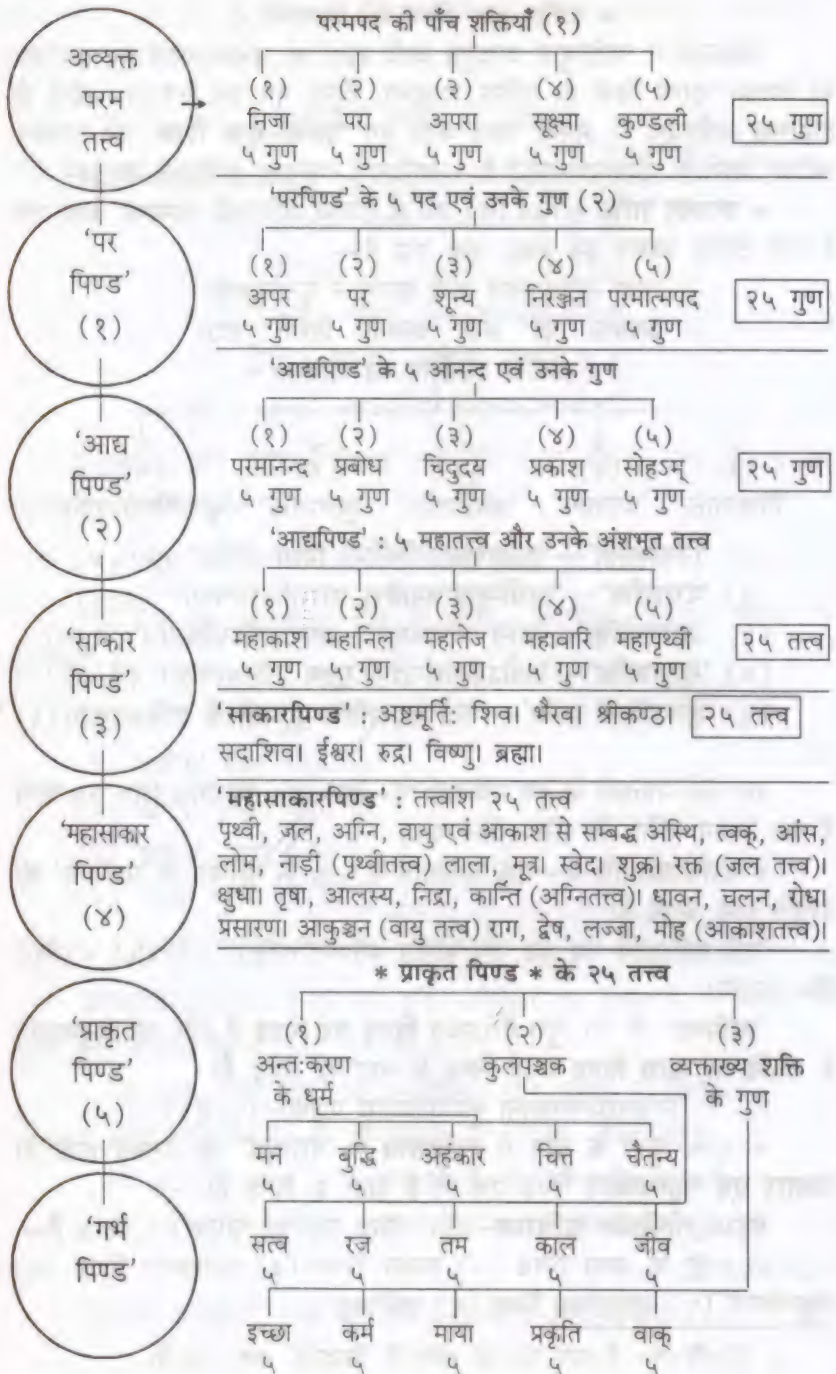 परमपद की पाँच शक्तियाँ (१)
अव्यक्त
परम
तत्त्व
(१) (२) (३) (४) (५)
निजा परा अपरा सूक्ष्मा कुण्डली
५ गुण ५ गुण ५ गुण ५ गुण ५ गुण
२५ गुण
'परपिण्ड' के ५ पद एवं उनके गुण (२)
'पर
पिण्ड'
(१)
(१) (२) (३) (४) (५)
अपर पर शून्य निरञ्जन परमात्मपद
५ गुण ५ गुण ५ गुण ५ गुण ५ गुण
२५ गुण
'आद्यपिण्ड' के ५ आनन्द एवं उनके गुण
'आद्य
पिण्ड'
(२)
(१) (२) (३) (४) (५)
परमानन्द प्रबोध चिदुदय प्रकाश सोहऽम्
५ गुण ५ गुण ५ गुण ५ गुण ५ गुण
२५ गुण
'आद्यपिण्ड' : ५ महातत्त्व और उनके अंशभूत तत्त्व
साकार
पिण्ड'
(३)
(१) (२) (३) (४) (५)
महाकाश महानिल महातेज महावारि महापृथ्वी
५ गुण ५ गुण ५ गुण ५ गुण ५ गुण
२५ तत्त्व
'साकारपिण्ड' : अष्टमूर्ति: शिव। भैरव। श्रीकण्ठ। २५ तत्त्व
सदाशिव। ईश्वर। रुद्र। विष्णु। ब्रह्मा।
'महासाकार
पिण्ड'
(४)
'महासाकारपिण्ड' : तत्त्वांश २५ तत्त्व
पृथ्वी, जल, अग्नि, वायु एवं आकाश से सम्बद्ध अस्थि, त्वक्, आंस,
लोम, नाड़ी (पृथ्वीतत्त्व) लाला, मूत्र। स्वेद। शुक्र। रक्त (जल तत्त्व)।
क्षुधा। तृषा, आलस्य, निद्रा, कान्ति (अग्नितत्त्व)। धावन, चलन, रोध।
प्रसारण। आकुञ्चन (वायु तत्त्व) राग, द्वेष, लज्जा, मोह (आकाशतत्त्व)।
* प्राकृत पिण्ड * के २५ तत्त्व
'प्राकृत
पिण्ड'
(५)
(१) (२) (३)
अन्त:करण कुलपञ्चक व्यक्ताख्य शक्ति
के धर्म के गुण
मन बुद्धि अहंकार चित्त चैतन्य
५ ५ ५ ५ ५
'गर्भ
पिण्ड'
सत्व रज तम काल जीव
५ ५ ५ ५ ५
इच्छा कर्म माया प्रकृति वाक्
५ ५ ५ ५ ५